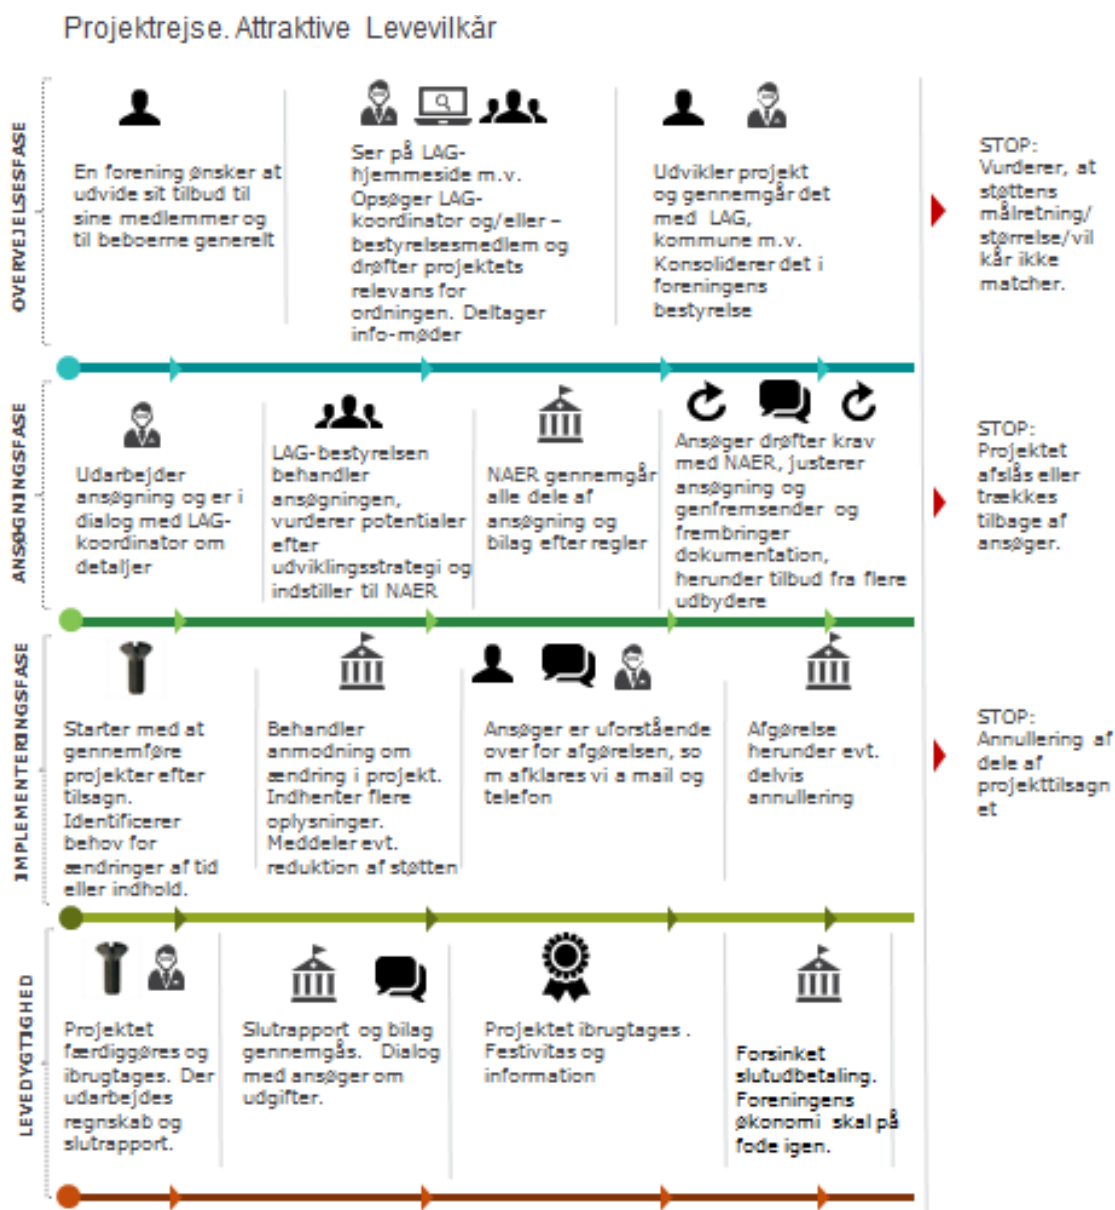 Projektrejse. Attraktive Levevilkår
OVERVEJELSESFASE
En forening ønsker at
udvide sit tilbud til
sine medlemmer og
til beboerne generelt
Ser på LAG-
hjemmeside m.v.
Opsøger LAG-
koordinator og/eller –
bestyrelsesmedlem og
drøfter projektets
relevans for
ordningen. Deltager
info-møder
Udvikler projekt
og gennemgår det
med LAG,
kommune m.v.
Konsoliderer det i
foreningens
bestyrelse
STOP:
Vurderer, at
støttens
målretning/
størrelse/vil
kår ikke
matcher.
ANSØGNINGSFASE
Udarbejder
ansøgning og er i
dialog med LAG-
koordinator om
detaljer
LAG-bestyrelsen
behandler
ansøgningen,
vurderer potentialer
efter
udviklingsstrategi og
indstiller til NAER
NAER gennemgår
alle dele af
ansøgning og
bilag efter regler
Ansøger drøfter krav
med NAER, justerer
ansøgning og
genfremsender og
frembringer
dokumentation,
herunder tilbud fra flere
udbydere
STOP:
Projektet
afslås eller
trækkes
tilbage af
ansøger.
IMPLEMENTERINGSFASE
Starter med at
gennemføre
projekter efter
tilsagn.
Identificerer
behov for
ændringer af tid
eller indhold.
Behandler
anmodning om
ændring i projekt.
Indhenter flere
oplysninger.
Meddeler evt.
reduktion af støtten
Ansøger er uforstående
over for afgørelsen, so
m afklares vi a mail og
telefon
Afgørelse
herunder evt.
delvis
annullering
STOP:
Annullering af
dele af
projekttilsagn
et
LEVEDYGTIGHED
Projektet
færdiggøres og
ibrugtages. Der
udarbejdes
regnskab og
slutrapport.
Slutrapport og bilag
gennemgås. Dialog
med ansøger om
udgifter.
Projektet ibrugtages .
Festivitas og
information
Forsinket
slutudbetaling.
Foreningens
økonomi skal på
fode igen.